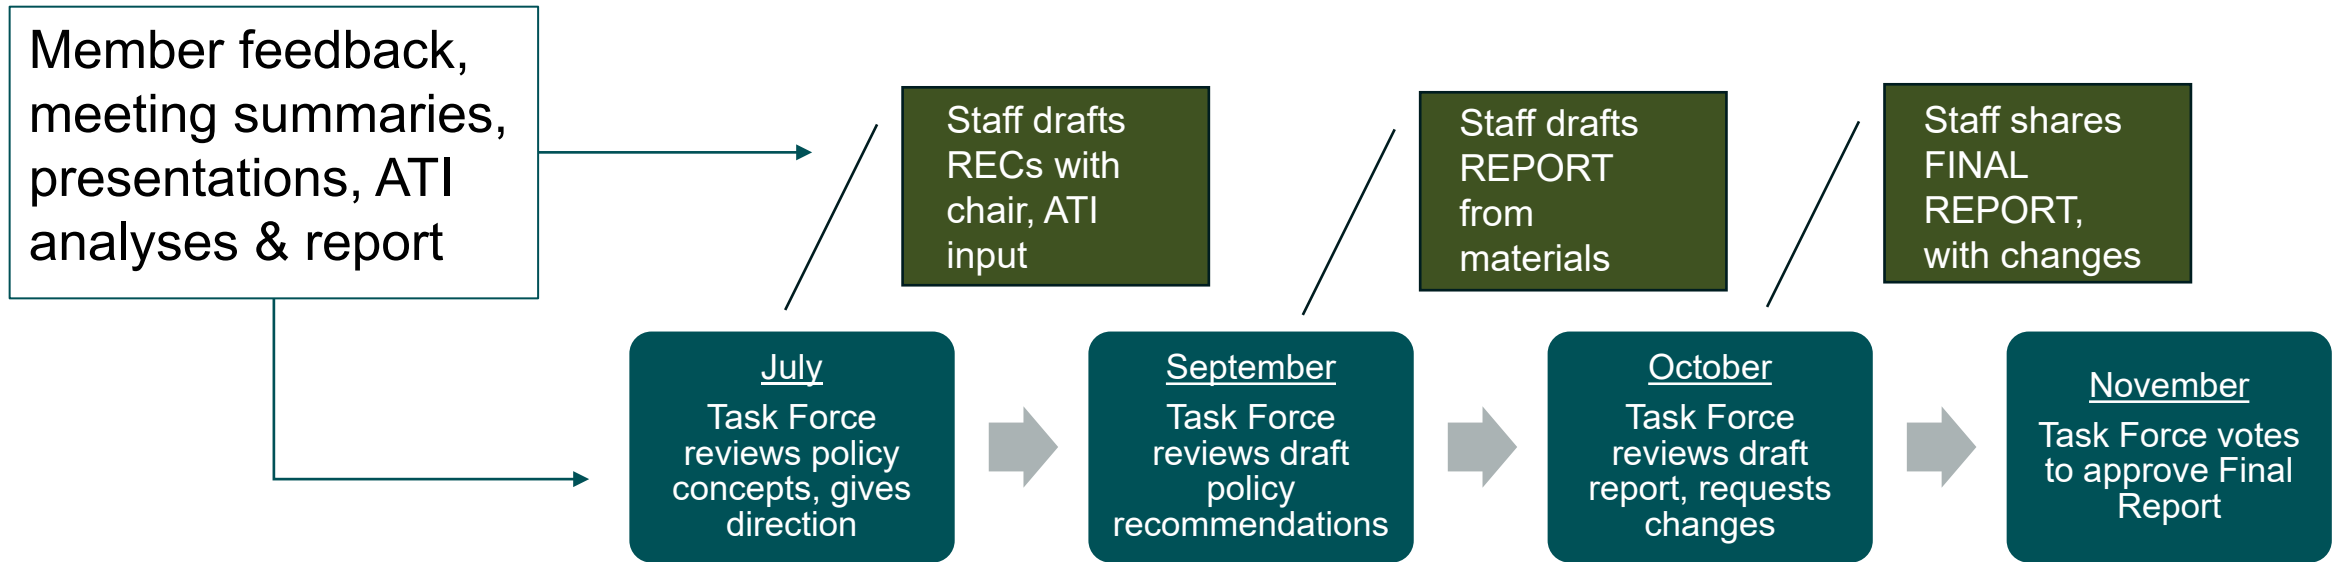 Member feedback,
meeting summaries,
presentations, ATI
analyses & report
Staff drafts
RECs with
chair, ATI
input
Staff drafts
REPORT
from
materials
Staff shares
FINAL
REPORT,
with changes
July
Task Force
reviews policy
concepts, gives
direction
September
Task Force
reviews draft
policy
recommendations
October
Task Force
reviews draft
report, requests
changes
November
Task Force votes
to approve Final
Report